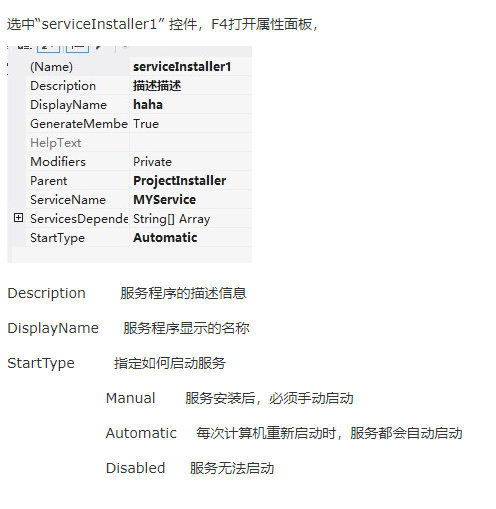 选中“serviceInstaller1” 控件，F4打开属性面板，
(Name) serviceInstaller1
Description 描述描述
DisplayName haha
GenerateMembe True
HelpText
Modifiers Private
Parent ProjectInstaller
ServiceName MYService
ServicesDepende String[] Array
StartType Automatic
Description 服务程序的描述信息
DisplayName 服务程序显示的名称
StartType 指定如何启动服务
Manual 服务安装后，必须手动启动
Automatic 每次计算机重新启动时，服务都会自动启动
Disabled 服务无法启动